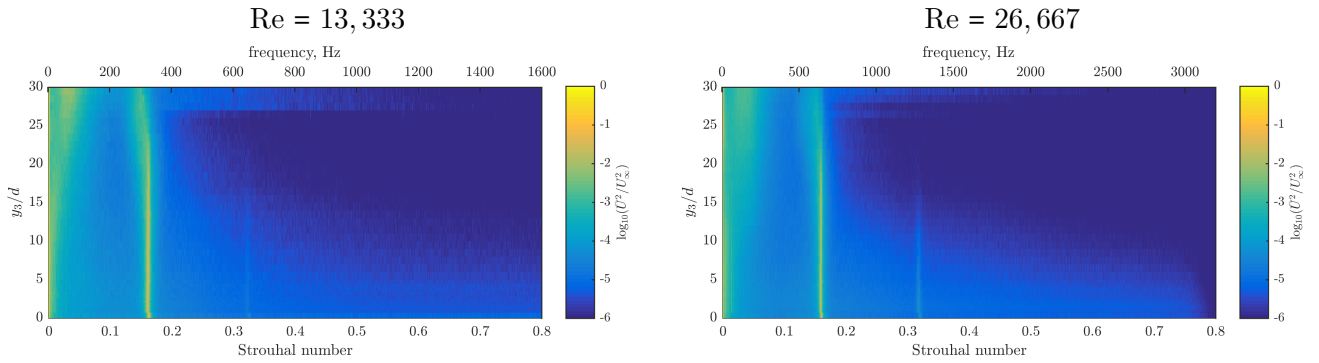 Re = 13,333
frequency, Hz
0 200 400 600 800 1000 1200 1400 1600
30
25
20
15
10
5
0
y₃/d
0 0.1 0.2 0.3 0.4 0.5 0.6 0.7 0.8
Strouhal number
0
-1
-2
-3
-4
-5
-6
log₁₀(U²/U²∞)
Re = 26,667
frequency, Hz
0 500 1000 1500 2000 2500 3000
30
25
20
15
10
5
0
y₃/d
0 0.1 0.2 0.3 0.4 0.5 0.6 0.7 0.8
Strouhal number
0
-1
-2
-3
-4
-5
-6
log₁₀(U²/U²∞)